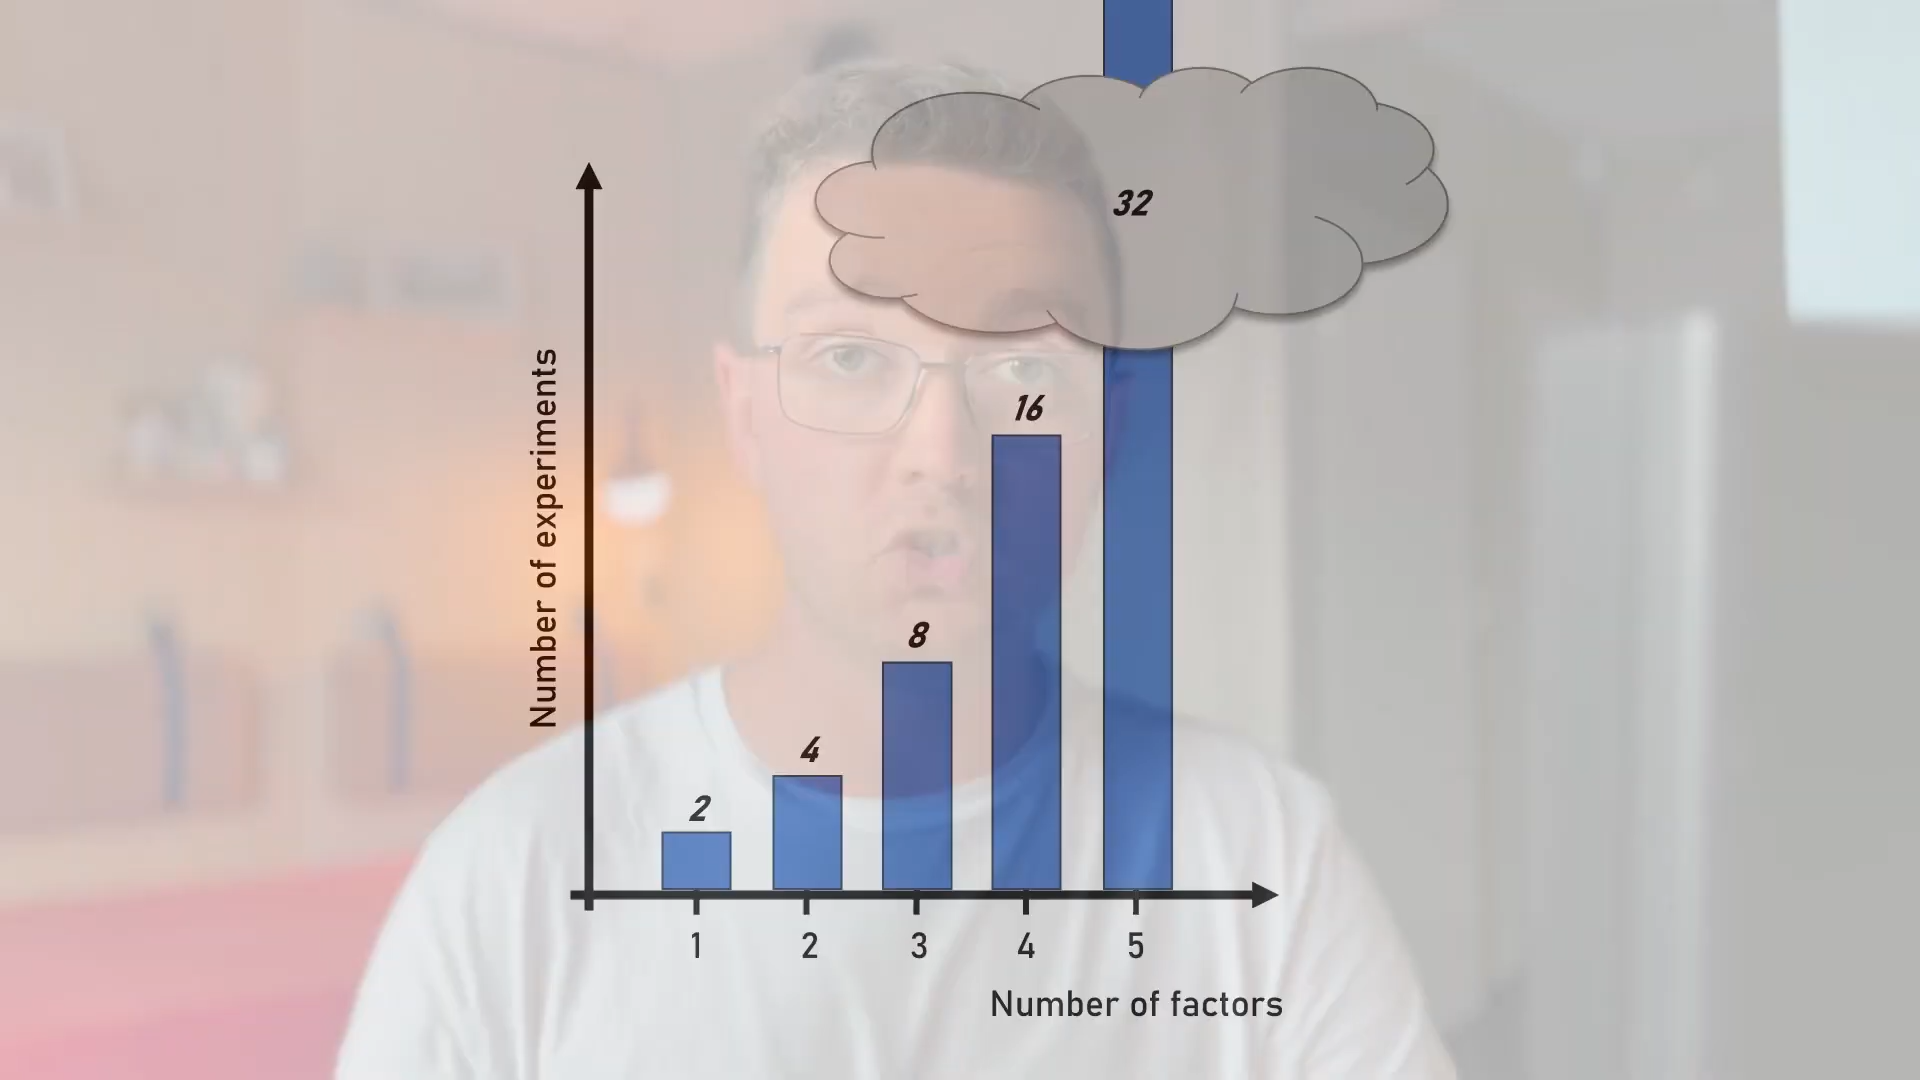 32
16
8
4
2
Number of experiments
1 2 3 4 5
Number of factors